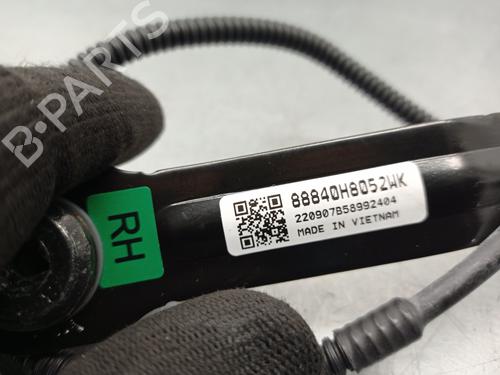 B-PARTS
RH
88840H8052WK
220907B58992404
MADE IN VIETNAM